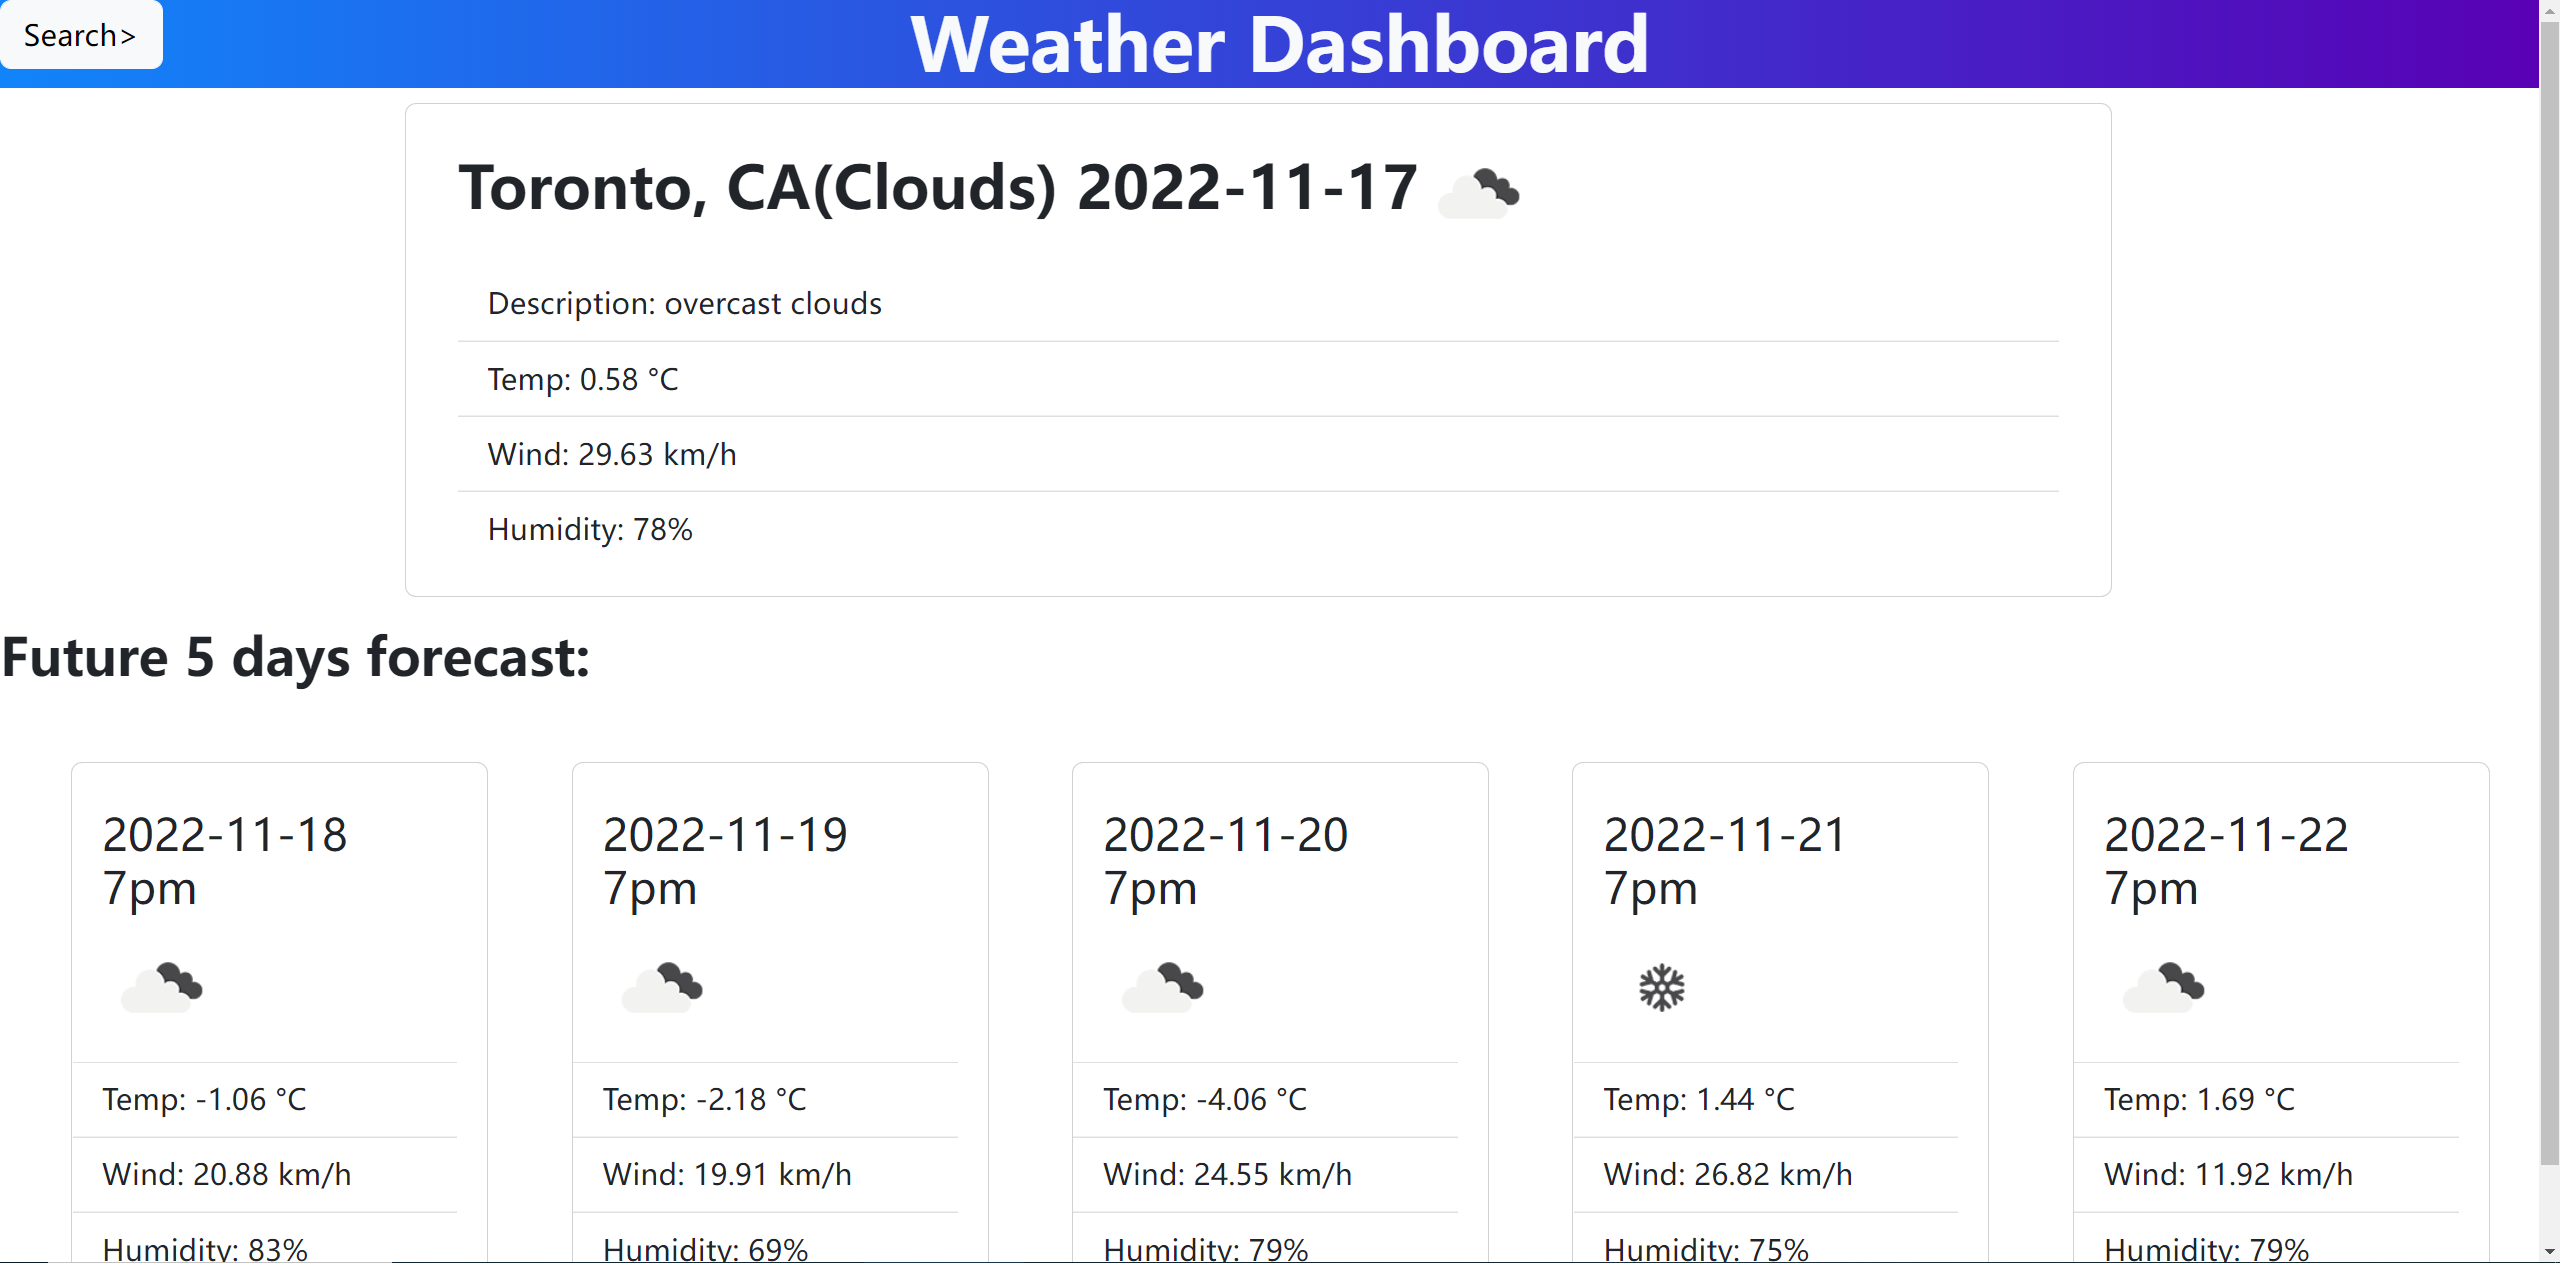 Search>
Weather Dashboard
Toronto, CA(Clouds) 2022-11-17
Description: overcast clouds
Temp: 0.58 °C
Wind: 29.63 km/h
Humidity: 78%
Future 5 days forecast:
2022-11-18
7pm
Temp: -1.06 °C
Wind: 20.88 km/h
Humidity: 83%
2022-11-19
7pm
Temp: -2.18 °C
Wind: 19.91 km/h
Humidity: 69%
2022-11-20
7pm
Temp: -4.06 °C
Wind: 24.55 km/h
Humidity: 79%
2022-11-21
7pm
Temp: 1.44 °C
Wind: 26.82 km/h
Humidity: 75%
2022-11-22
7pm
Temp: 1.69 °C
Wind: 11.92 km/h
Humidity: 79%